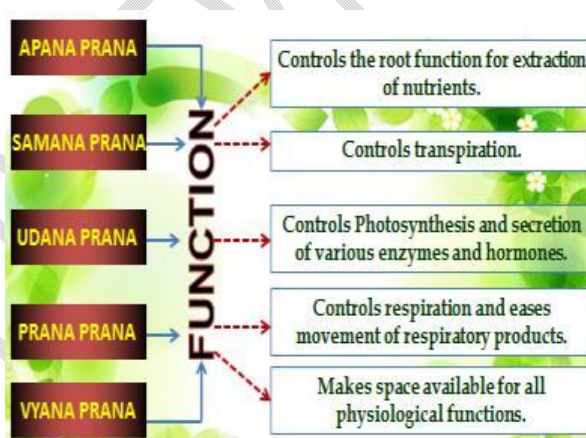 APANA PRANA
SAMANA PRANA
UDANA PRANA
PRANA PRANA
VYANA PRANA
FUNCTION
Controls the root function for extraction
of nutrients.
Controls transpiration.
Controls Photosynthesis and secretion
of various enzymes and hormones.
Controls respiration and eases
movement of respiratory products.
Makes space available for all
physiological functions.